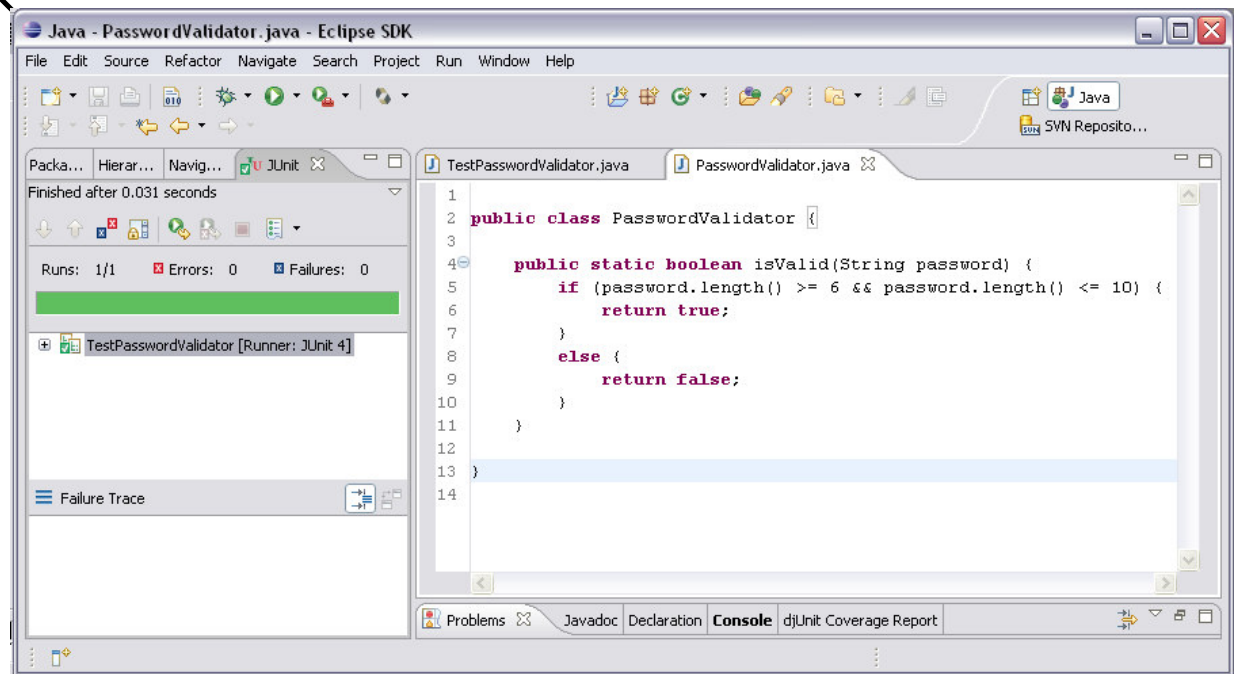 Java - PasswordValidator.java - Eclipse SDK
File Edit Source Refactor Navigate Search Project Run Window Help
Java
SVN Reposito...
Packa... Hierar... Navig... JUnit
Finished after 0.031 seconds
Runs: 1/1 Errors: 0 Failures: 0
TestPasswordValidator [Runner: JUnit 4]
Failure Trace
TestPasswordValidator.java PasswordValidator.java
1
2 public class PasswordValidator {
3
4 public static boolean isValid(String password) {
5 if (password.length() >= 6 && password.length() <= 10) {
6 return true;
7 }
8 else {
9 return false;
10 }
11 }
12
13 }
14
Problems Javadoc Declaration Console djUnit Coverage Report